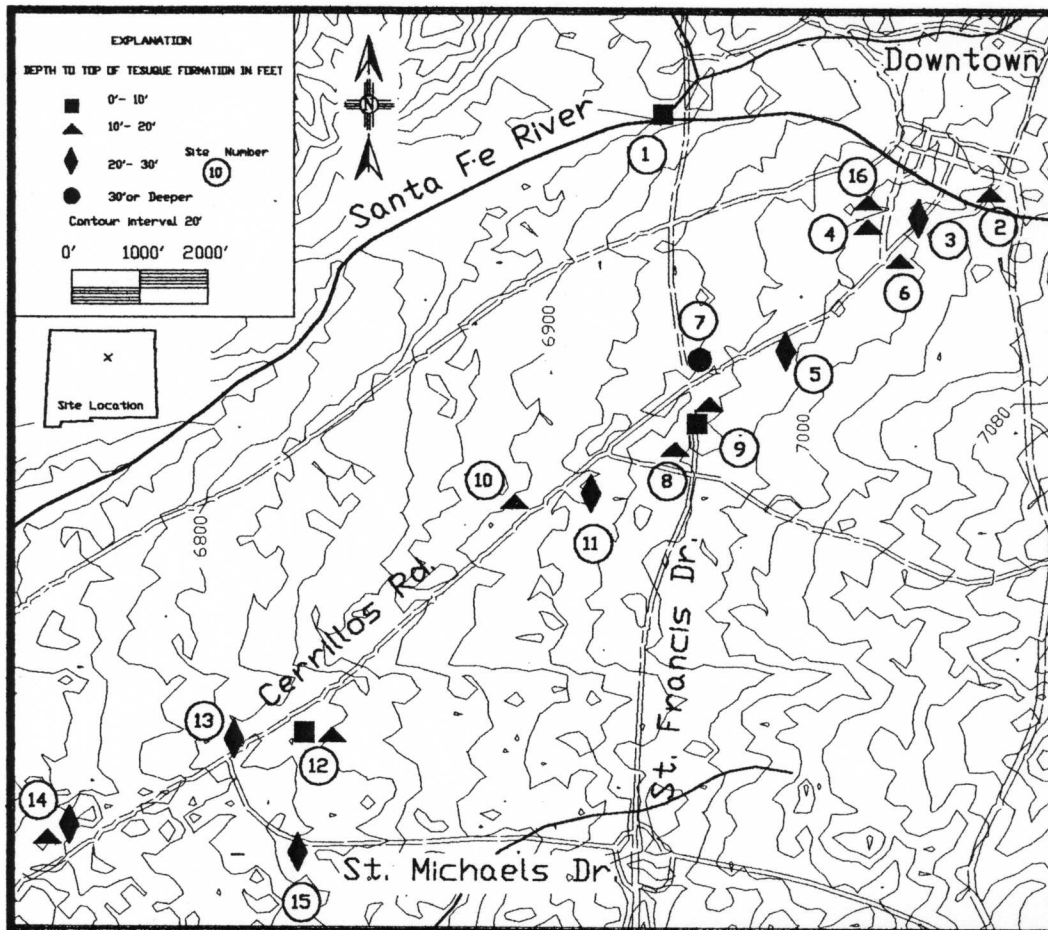 EXPLANATION
DEPTH TO TOP OF TESUQUE FORMATION IN FEET
0'- 10'
10'- 20'
20'- 30'
Site Number
10
30'or Deeper
Contour Interval 20'
0' 1000' 2000'
N
Site Location
Downtown
Santa Fe River
1
16
4
3
2
6
7
5
6900
7000
7080
9
8
10
11
6800
Cerrillos Rd.
St. Francis Dr.
13
12
14
15
St. Michaels Dr.